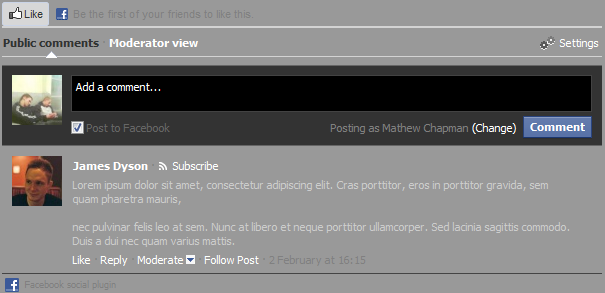 Like Be the first of your friends to like this.
Public comments Moderator view Settings
Add a comment...
Post to Facebook Posting as Mathew Chapman (Change) Comment
James Dyson · Subscribe
Lorem ipsum dolor sit amet, consectetur adipiscing elit. Cras porttitor, eros in porttitor gravida, sem
quam pharetra mauris,
nec pulvinar felis leo at sem. Nunc at libero et neque porttitor ullamcorper. Sed lacinia sagittis commodo.
Duis a dui nec quam varius mattis.
Like · Reply · Moderate · Follow Post · 2 February at 16:15
Facebook social plugin